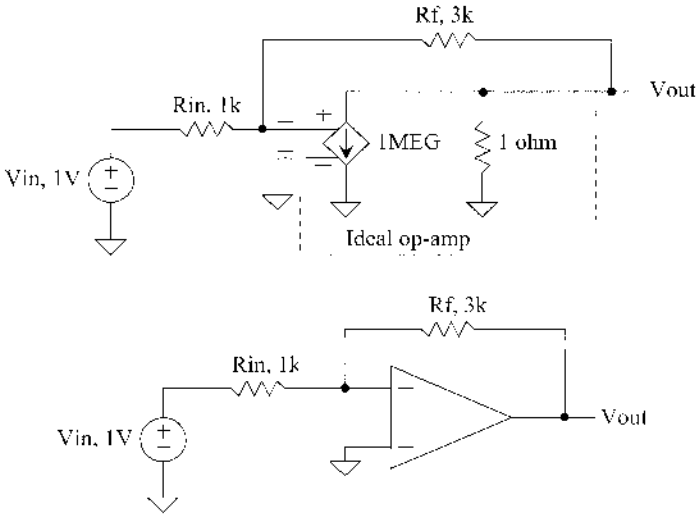 Rf, 3k
Vout
Rin. 1k
1MEG
1 ohm
Vin, 1V
Ideal op-amp
Rf, 3k
Rin, 1k
Vin, 1V
Vout